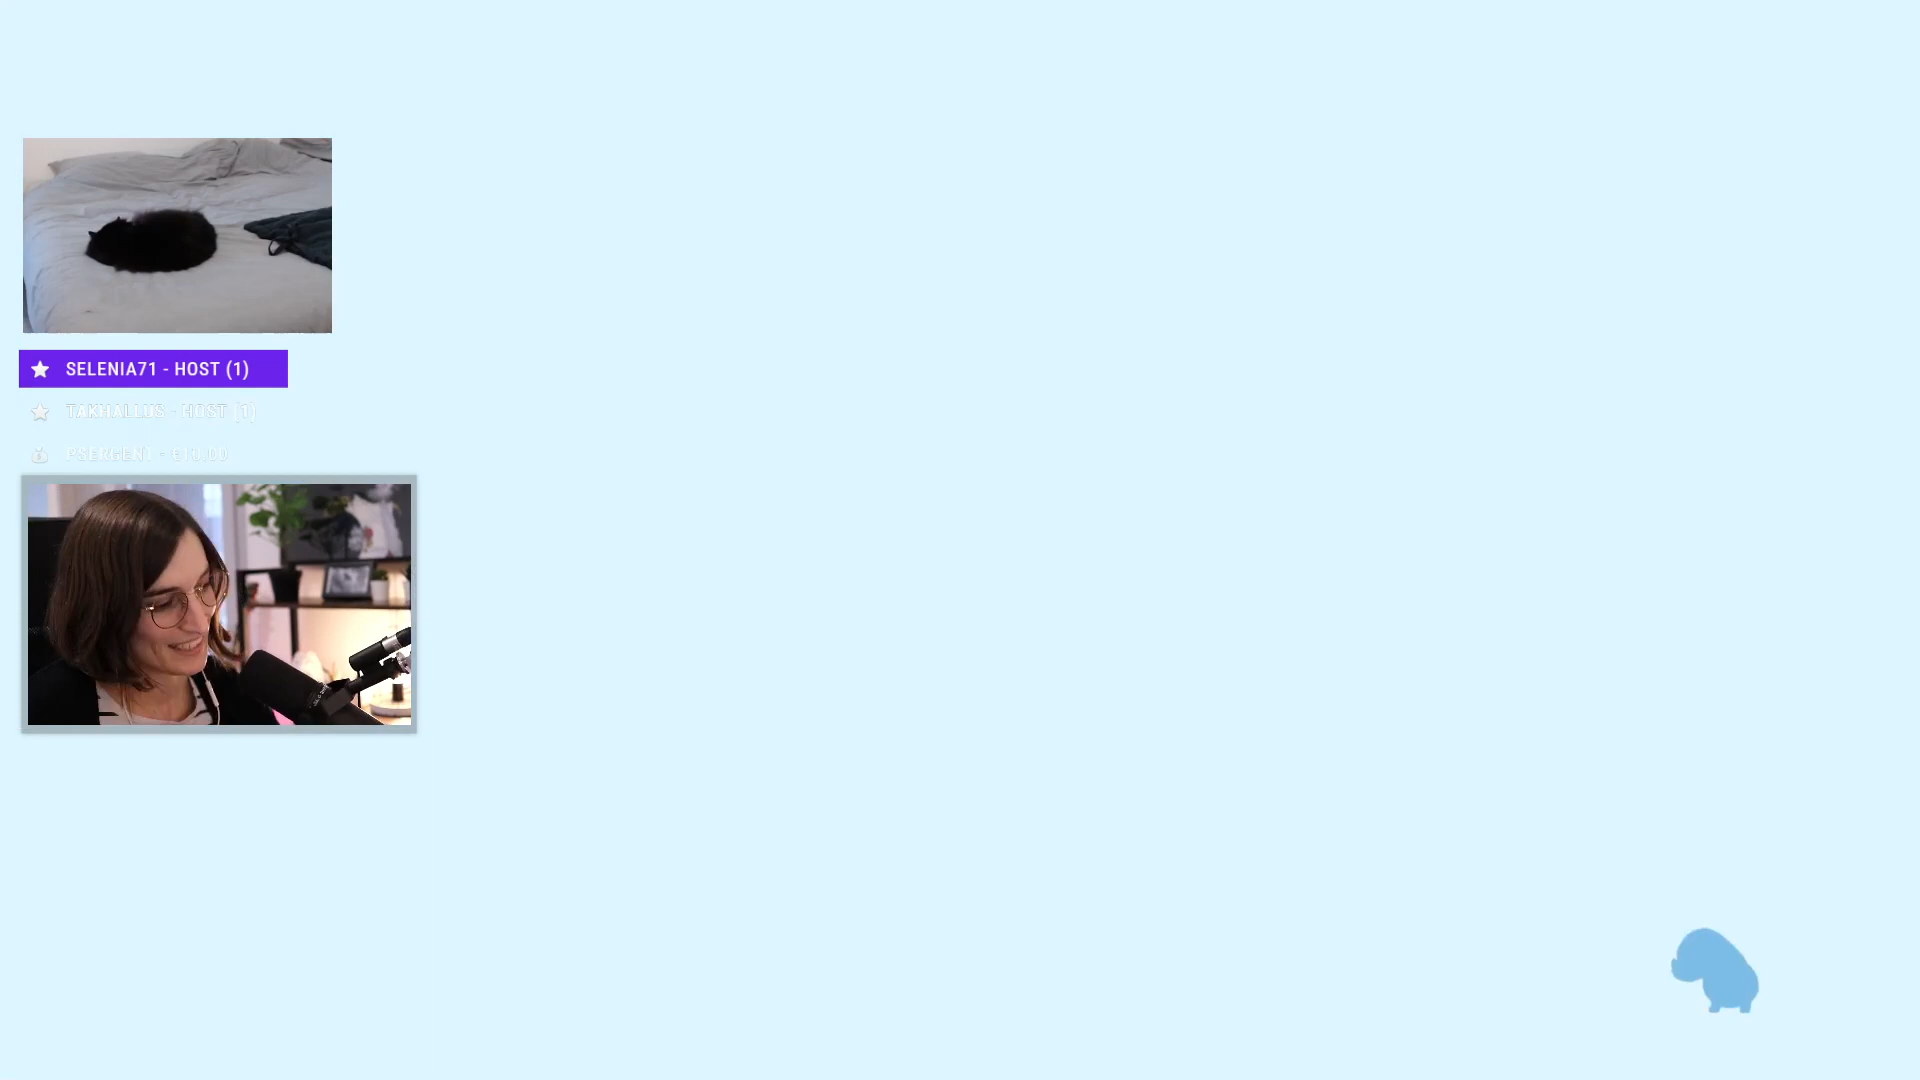 SELENIA71 - HOST (1)
TAKHALLUS - HOST (1)